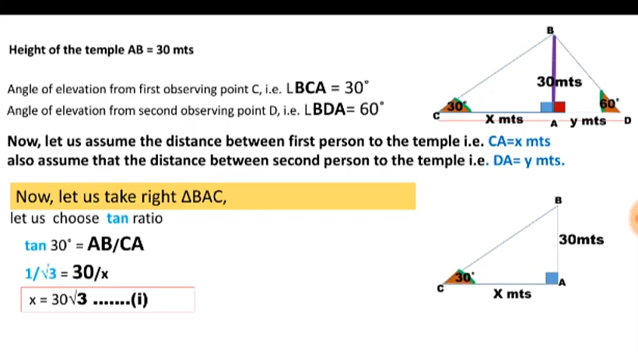 Height of the temple AB = 30 mts
Angle of elevation from first observing point C, i.e. LBCA = 30°
Angle of elevation from second observing point D, i.e. LBDA= 60°
B
30mts
30°
60°
C
X mts
A
y mts
D
Now, let us assume the distance between first person to the temple i.e. CA=x mts
also assume that the distance between second person to the temple i.e. DA= y mts.
Now, let us take right ΔBAC,
let us choose tan ratio
tan 30° = AB/CA
1/√3 = 30/x
x = 30√3 .......(i)
B
30mts
30°
C
A
X mts